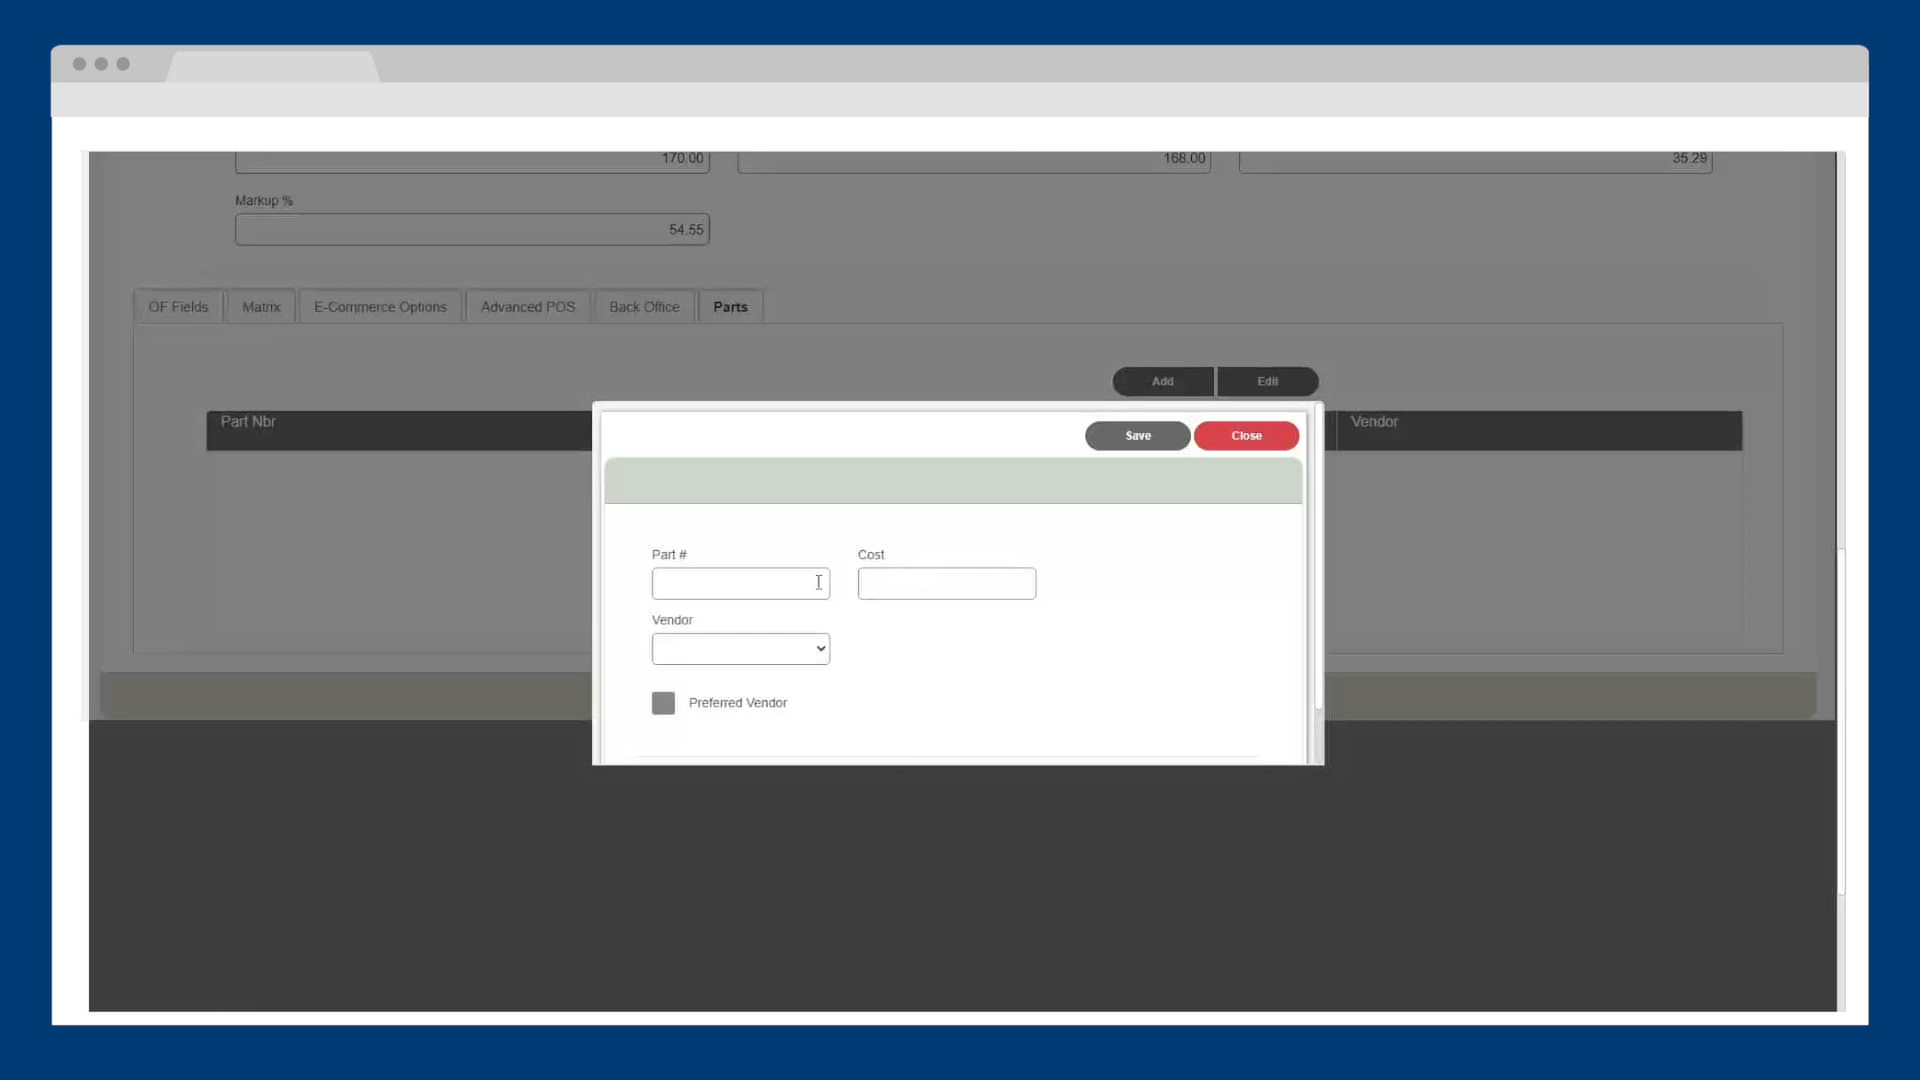 170.00 168.00 35.29
Markup %
54.55
OF Fields Matrix E-Commerce Options Advanced POS Back Office Parts
Add Edit
Part Nbr Vendor
Save Close
Part # Cost
Vendor
Preferred Vendor